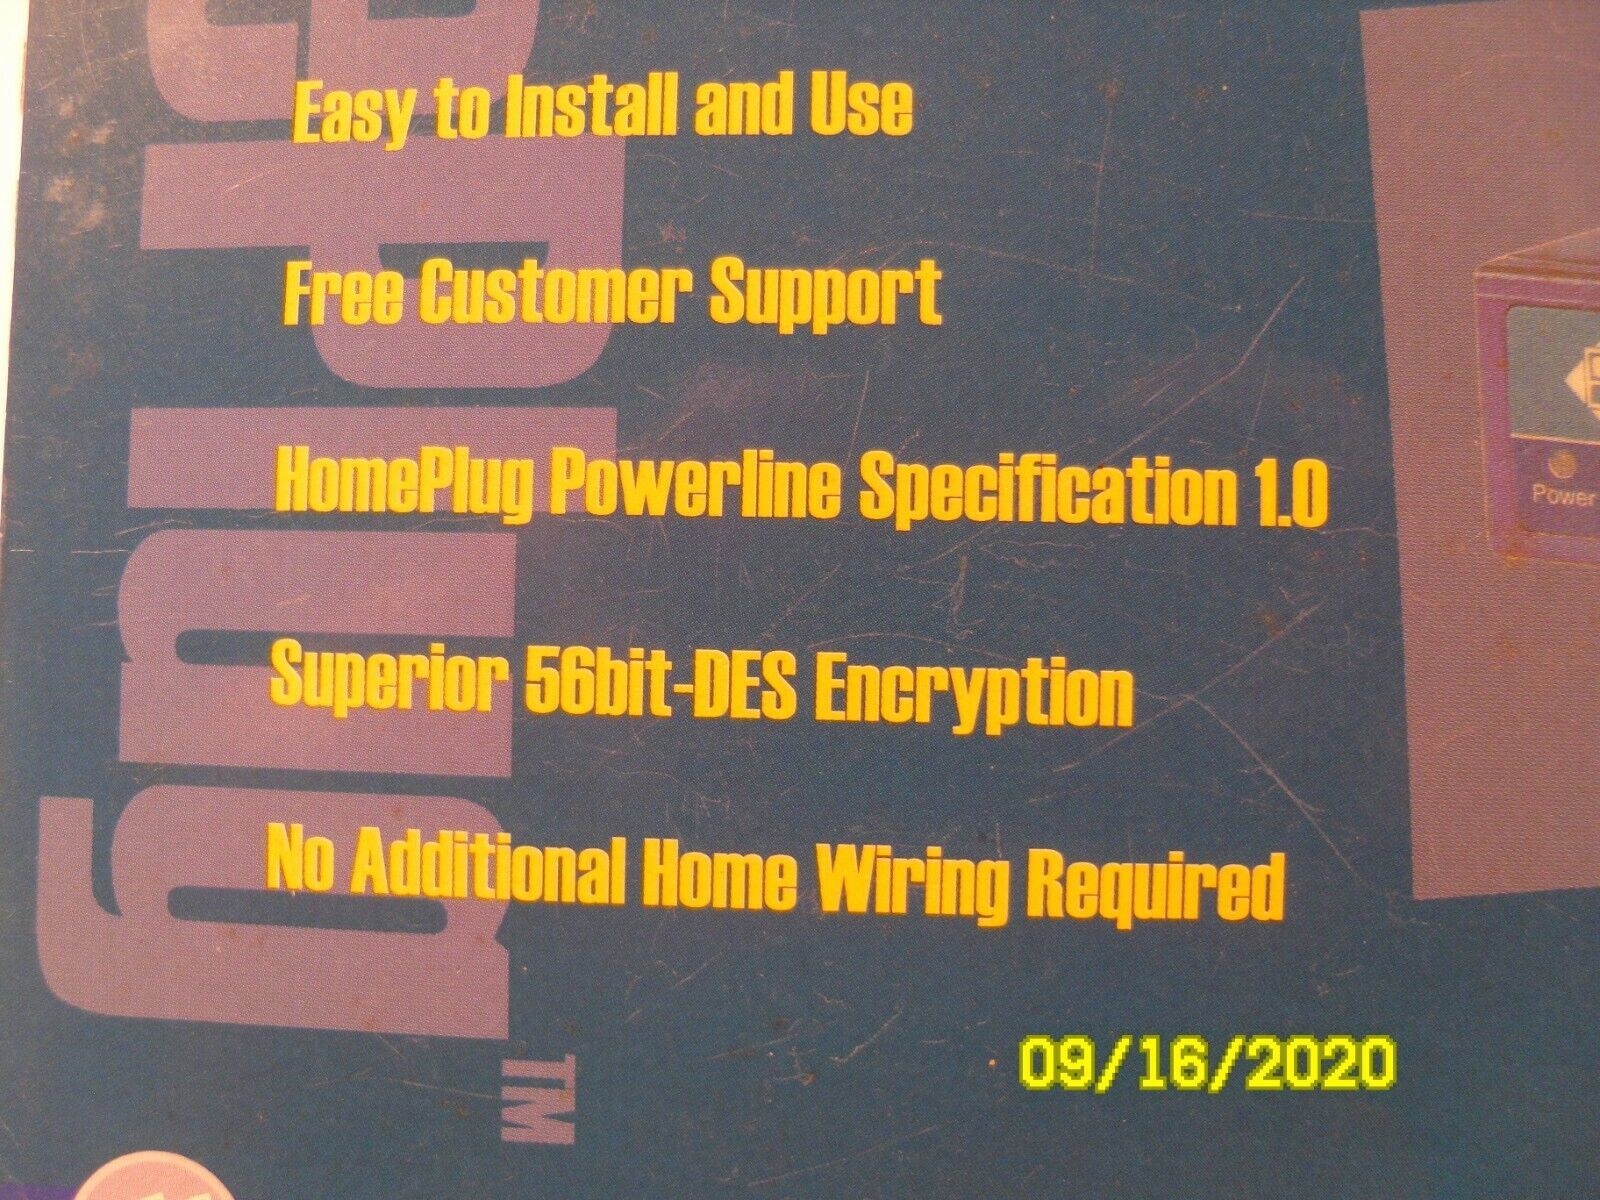 Easy to Install and Use
Free Customer Support
HomePlug Powerline Specification 1.0
Power
Superior 56bit-DES Encryption
No Additional Home Wiring Required
TM
09/16/2020